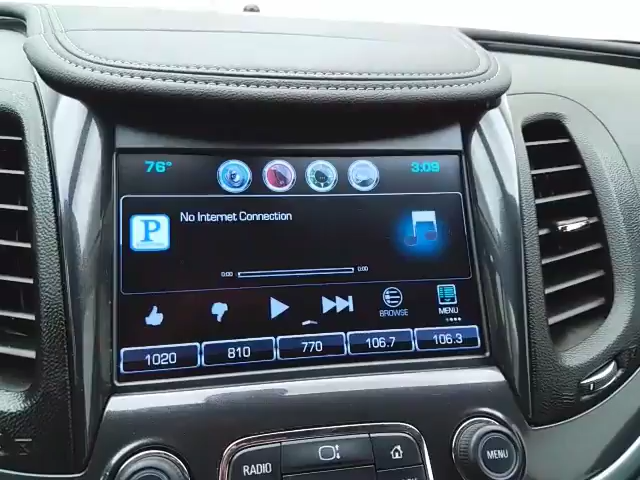 76° 3:09
P No Internet Connection
0:00 0:00
BROWSE MENU
1020 810 770 106.7 106.3
RADIO MENU